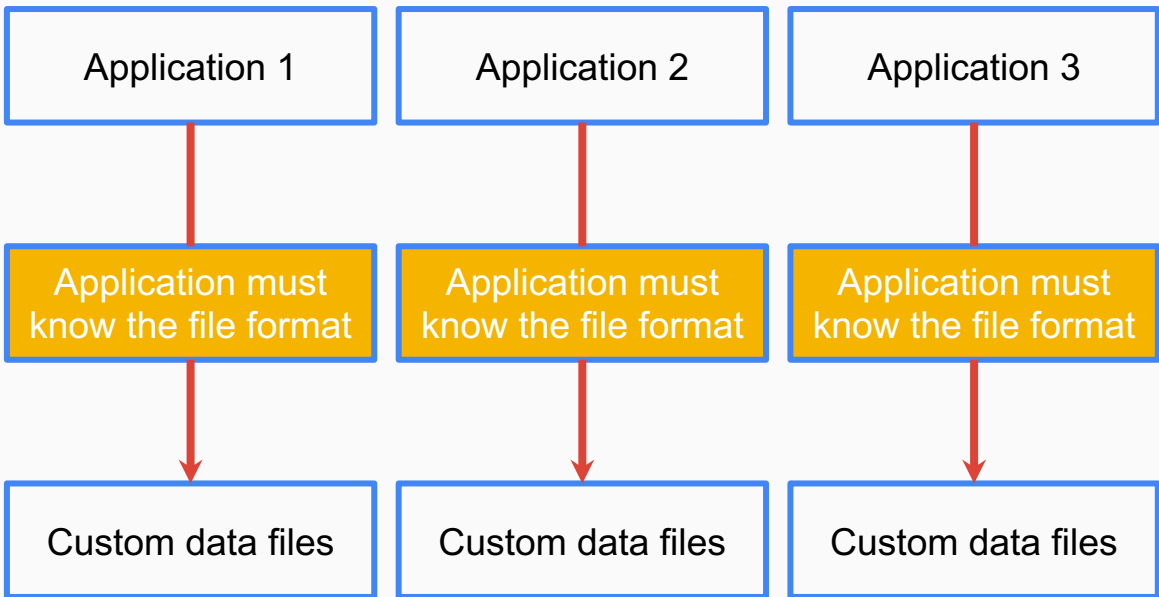 Application 1
Application 2
Application 3
Application must
know the file format
Application must
know the file format
Application must
know the file format
Custom data files
Custom data files
Custom data files